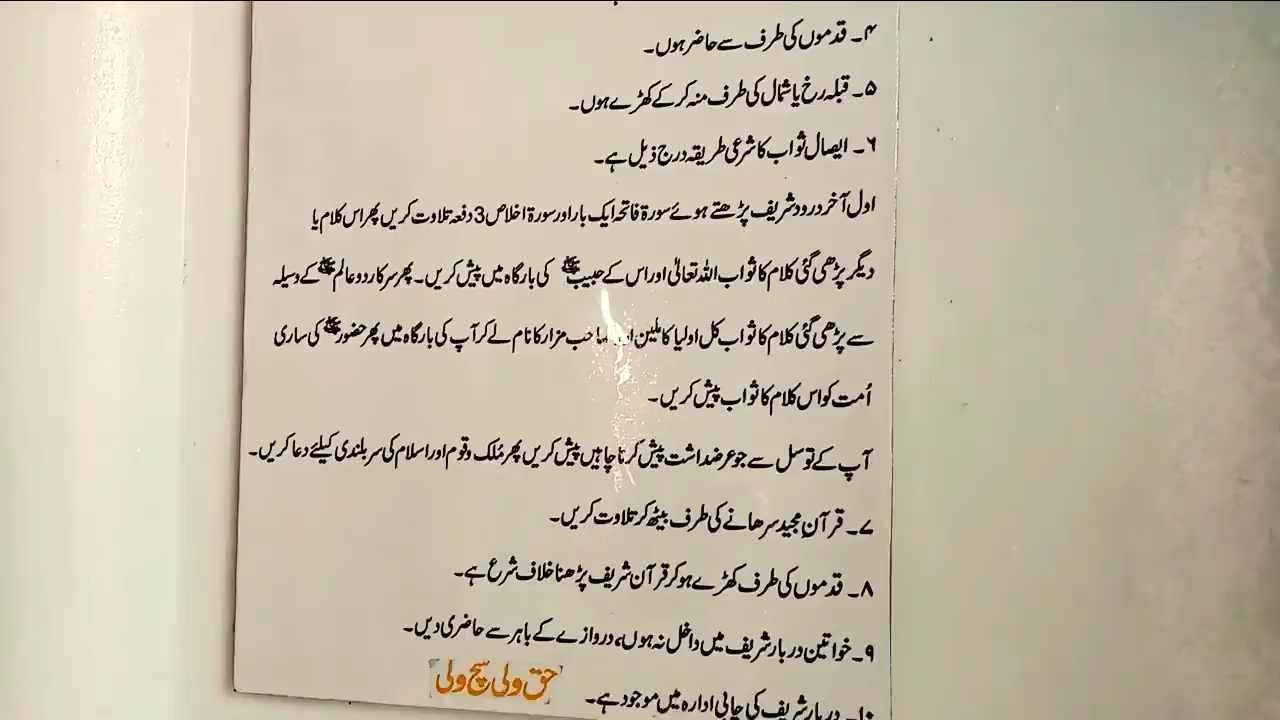 ۴۔ قدموں کی طرف سے حاضر ہوں۔
۵۔ قبلہ رخ یا شمال کی طرف منہ کر کے کھڑے ہوں۔
۶۔ ایصال ثواب کا شرعی طریقہ درج ذیل ہے۔
اول آخر درود شریف پڑھتے ہوئے سورۃ فاتحہ ایک بار اور سورۃ اخلاص 3 دفعہ تلاوت کریں پھر اس کلام یا
دیگر پڑھی گئی کلام کا ثواب اللہ تعالیٰ اور اس کے حبیب ﷺ کی بارگاہ میں پیش کریں۔ پھر سرکار دو عالم ﷺ کے وسیلہ
سے پڑھی گئی کلام کا ثواب کل اولیا کاملین صاحب مزار کا نام لے کر آپ کی بارگاہ میں پھر حضور ﷺ کی ساری
اُمت کو اس کلام کا ثواب پیش کریں۔
آپ کے توسل سے جو عرضداشت پیش کرنا چاہیں پیش کریں پھر مُلک و قوم اور اسلام کی سربلندی کیلئے دعا کریں۔
۷۔ قرآنِ مجید سرھانے کی طرف بیٹھ کر تلاوت کریں۔
۸۔ قدموں کی طرف کھڑے ہو کر قرآن شریف پڑھنا خلاف شرع ہے۔
۹۔ خواتین دربار شریف میں داخل نہ ہوں، دروازے کے باہر سے حاضری دیں۔
حق ولی سچ ولی
۱۰۔ دربار شریف کی چابی ادارہ میں موجود ہے۔